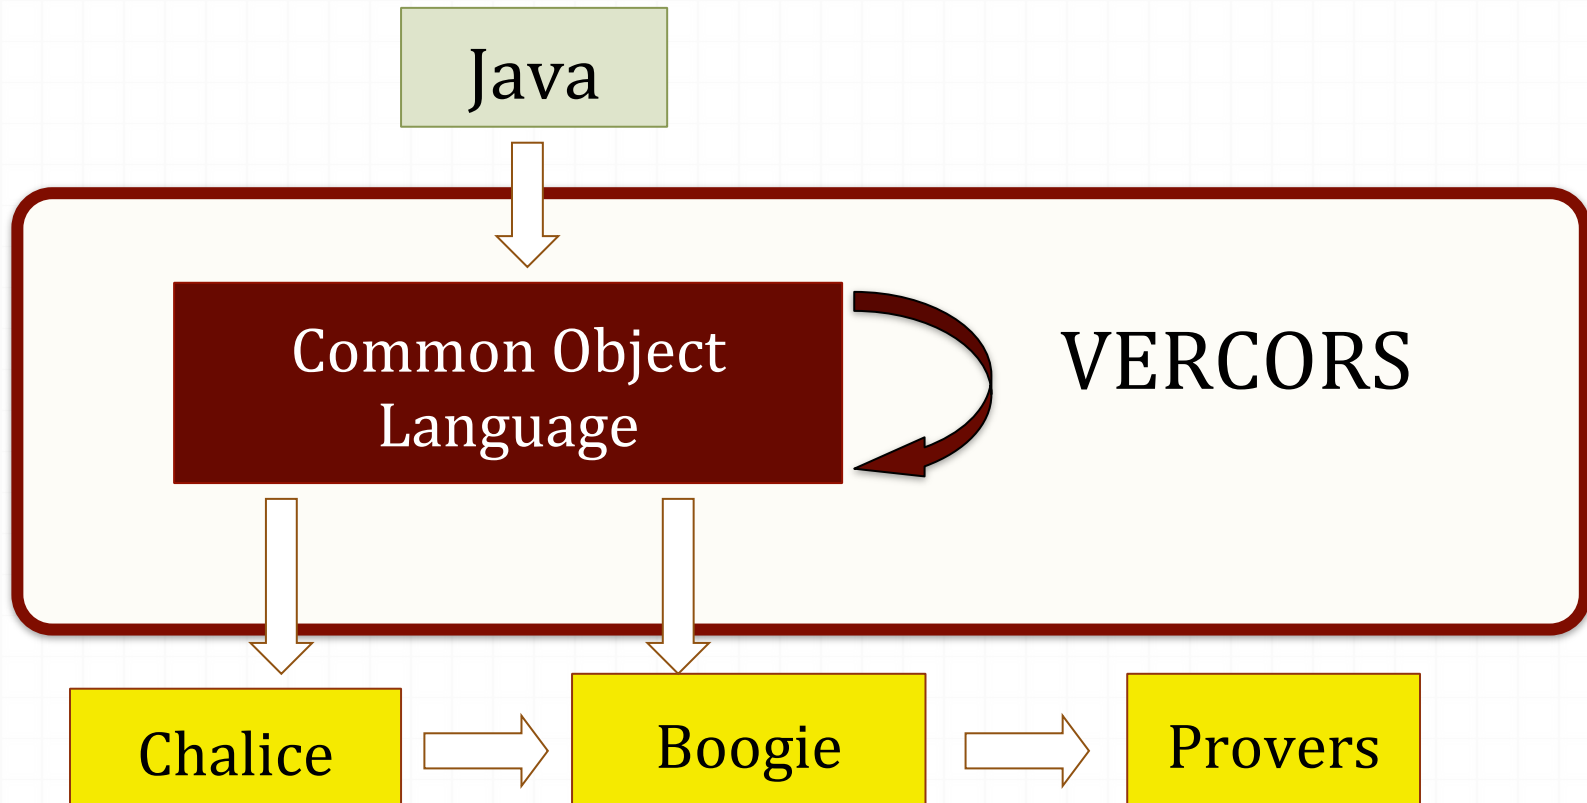 Java
Common Object
Language
VERCORS
Chalice
Boogie
Provers